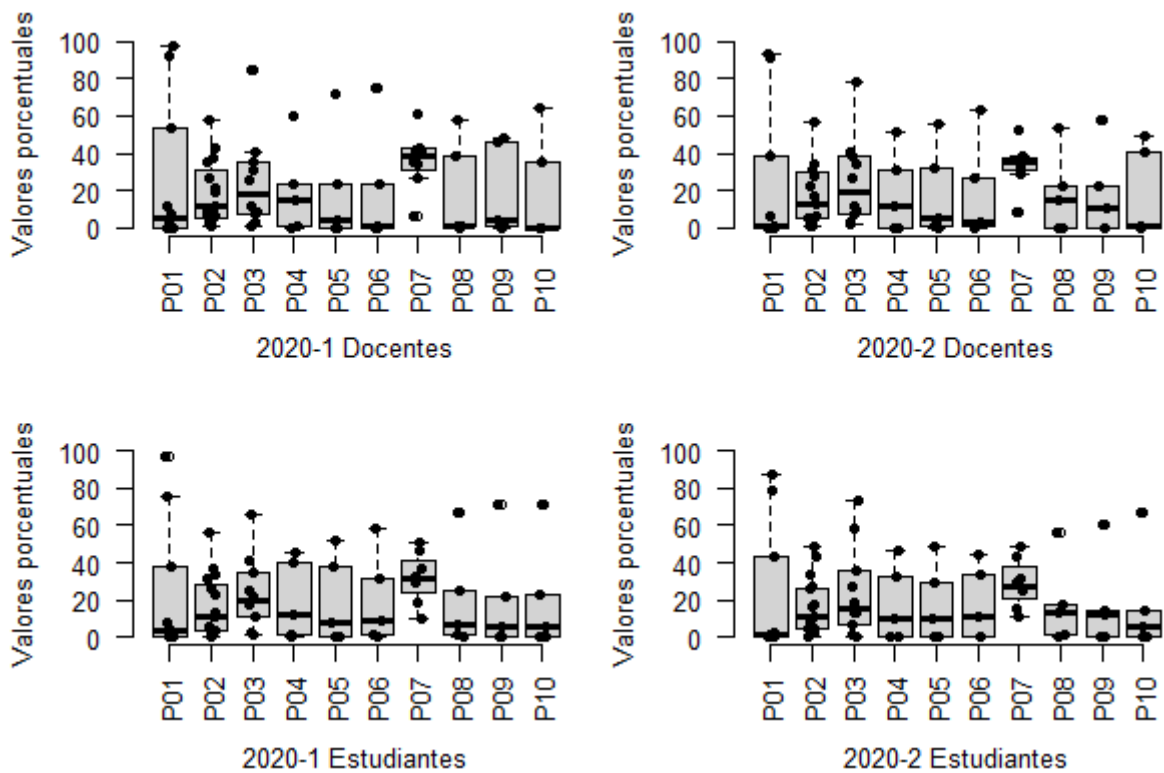 Valores porcentuales
100
80
60
40
20
0
P01 P02 P03 P04 P05 P06 P07 P08 P09 P10
2020-1 Docentes
Valores porcentuales
100
80
60
40
20
0
P01 P02 P03 P04 P05 P06 P07 P08 P09 P10
2020-2 Docentes
Valores porcentuales
100
80
60
40
20
0
P01 P02 P03 P04 P05 P06 P07 P08 P09 P10
2020-1 Estudiantes
Valores porcentuales
100
80
60
40
20
0
P01 P02 P03 P04 P05 P06 P07 P08 P09 P10
2020-2 Estudiantes